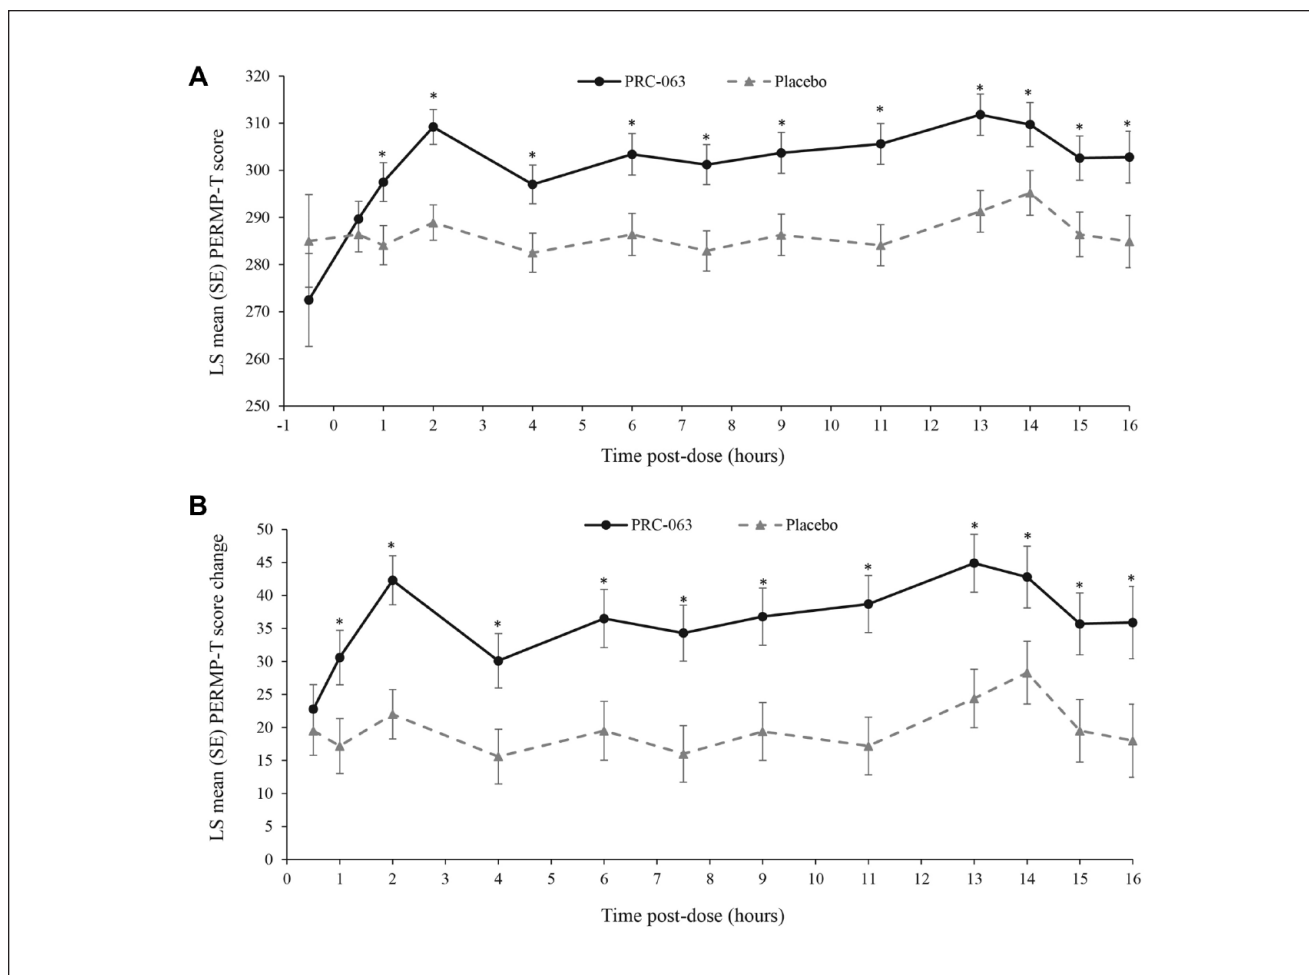 A
PRC-063 Placebo
LS mean (SE) PERMP-T score
320
310
300
290
280
270
260
250
* * * * * * * * * * * *
-1 0 1 2 3 4 5 6 7 8 9 10 11 12 13 14 15 16
Time post-dose (hours)
B
PRC-063 Placebo
LS mean (SE) PERMP-T score change
50
45
40
35
30
25
20
15
10
5
0
* * * * * * * * * * * *
0 1 2 3 4 5 6 7 8 9 10 11 12 13 14 15 16
Time post-dose (hours)